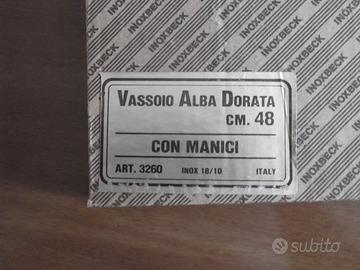 INOXBECK
VASSOIO ALBA DORATA
CM. 48
CON MANICI
ART. 3260 INOX 18/10 ITALY
subito